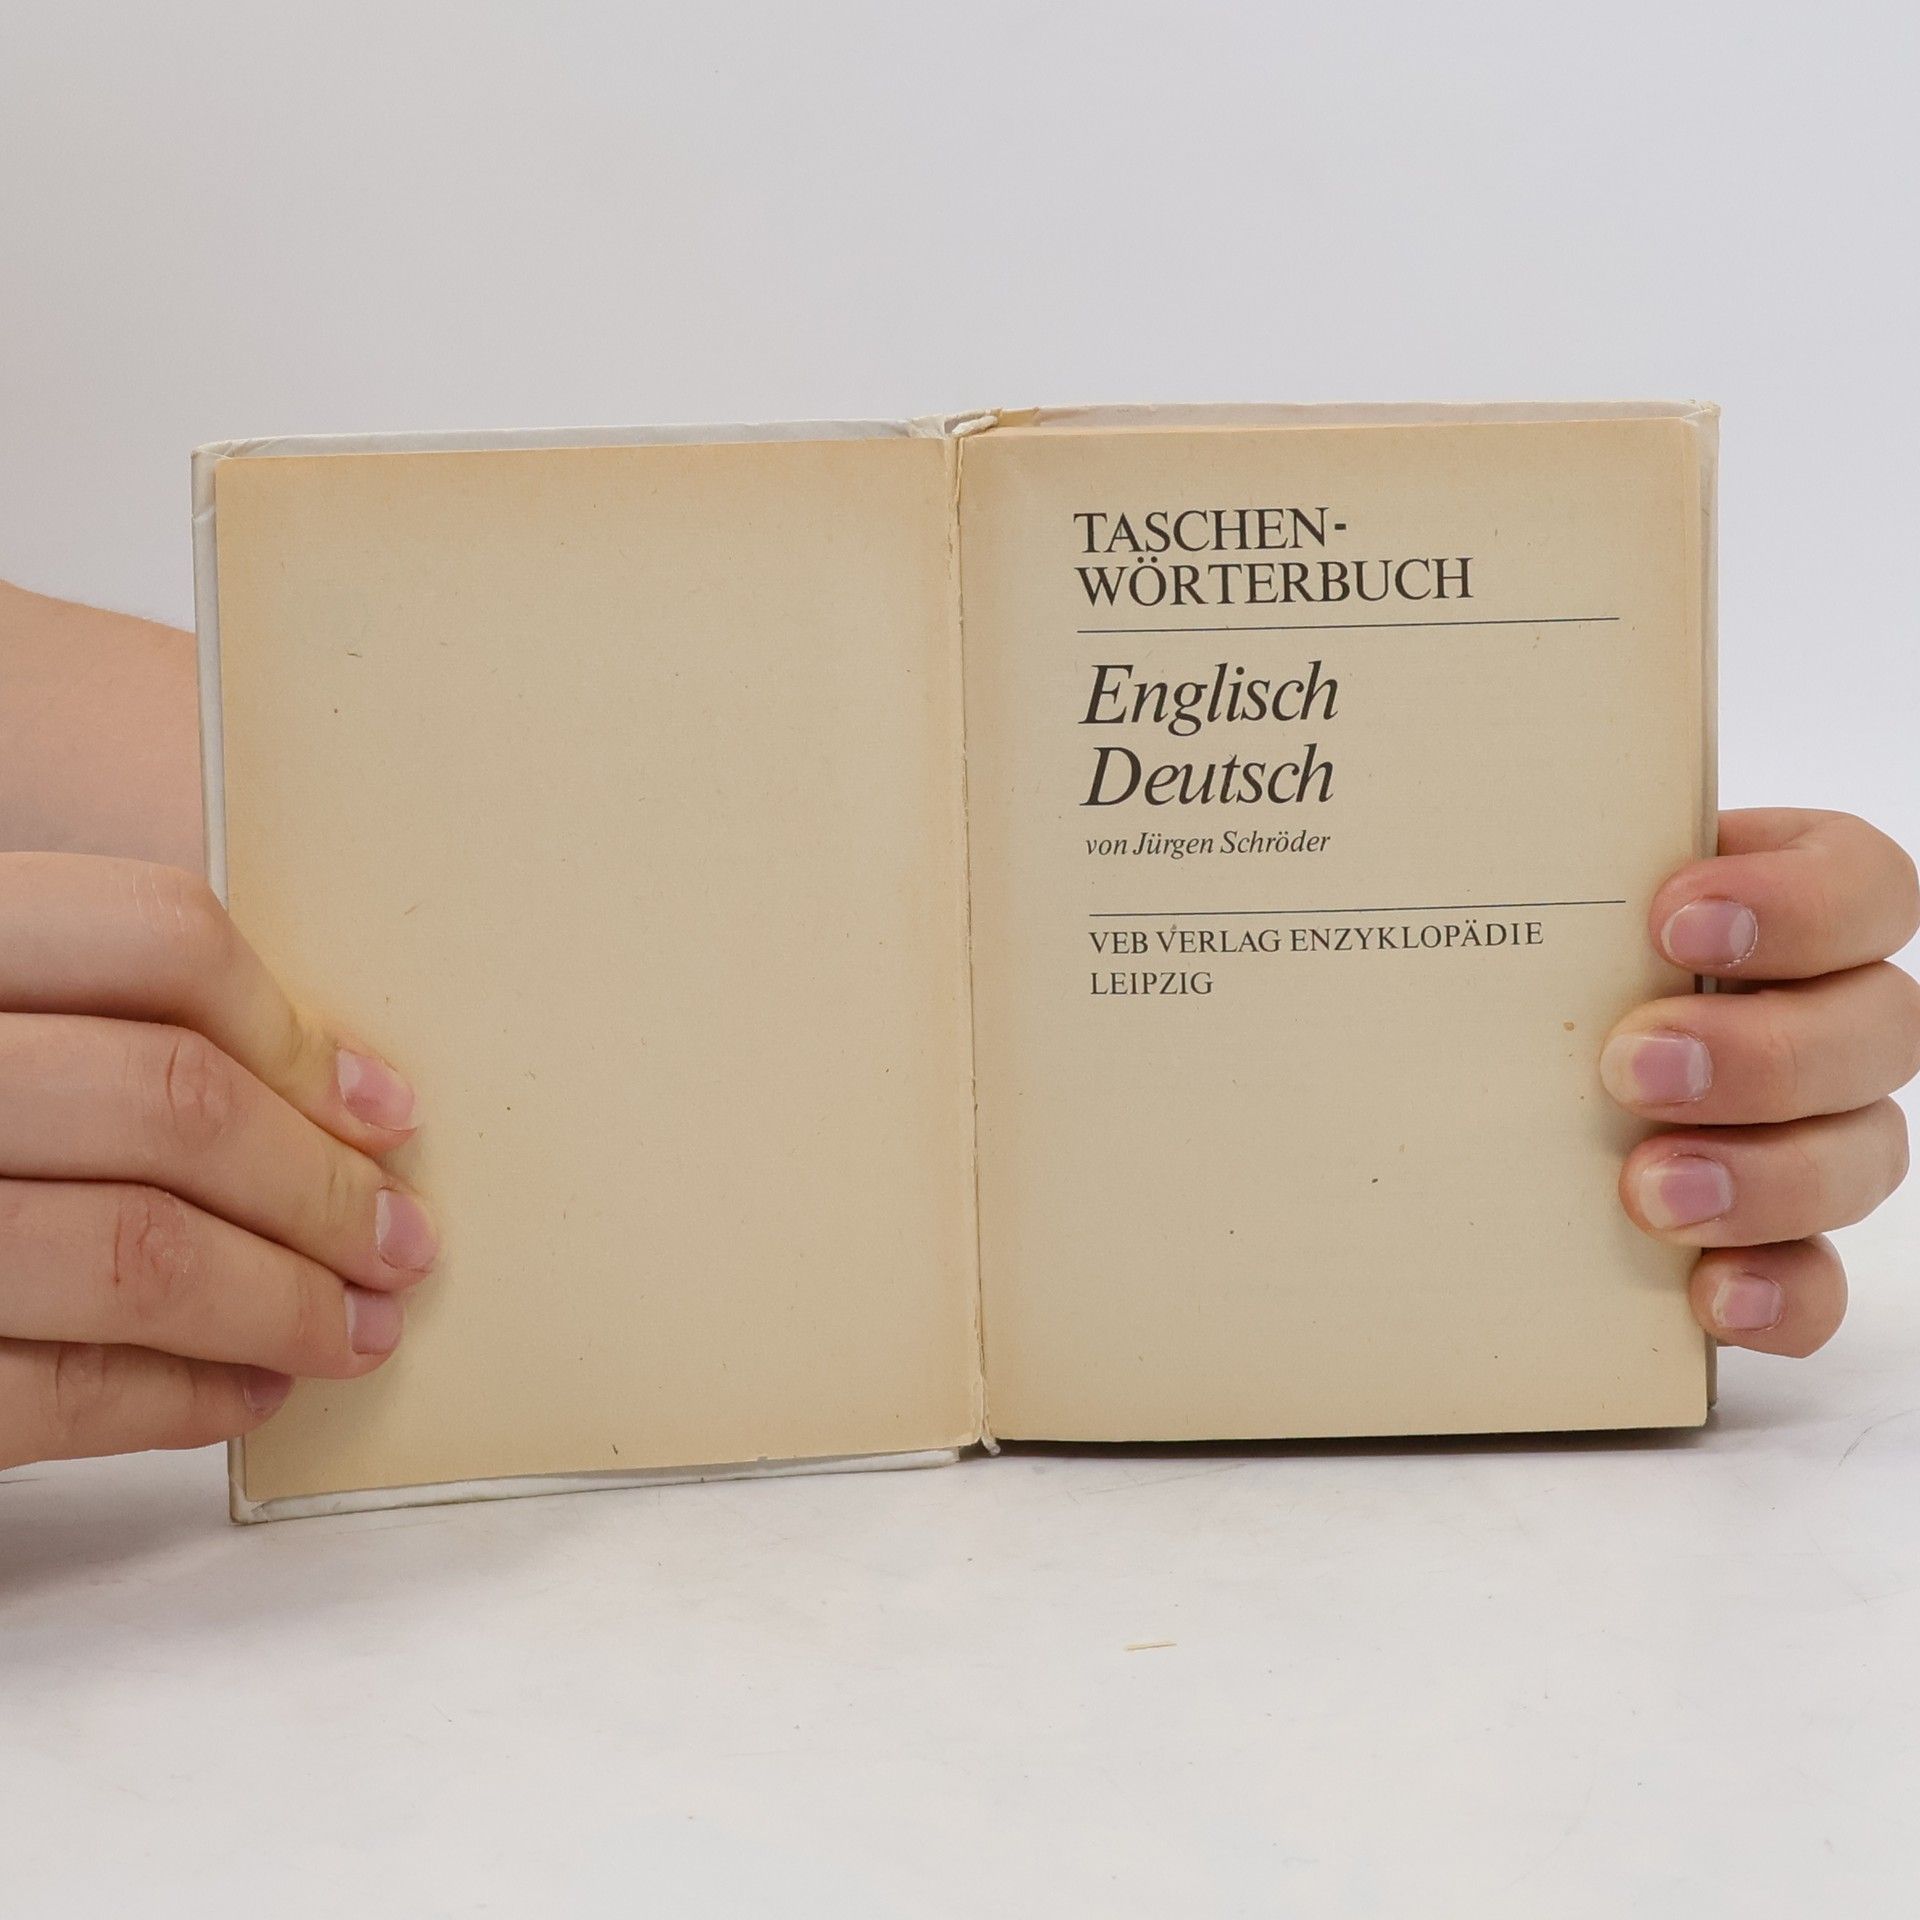 TASCHEN-
WÖRTERBUCH
Englisch
Deutsch
von Jürgen Schröder
VEB VERLAG ENZYKLOPÄDIE
LEIPZIG